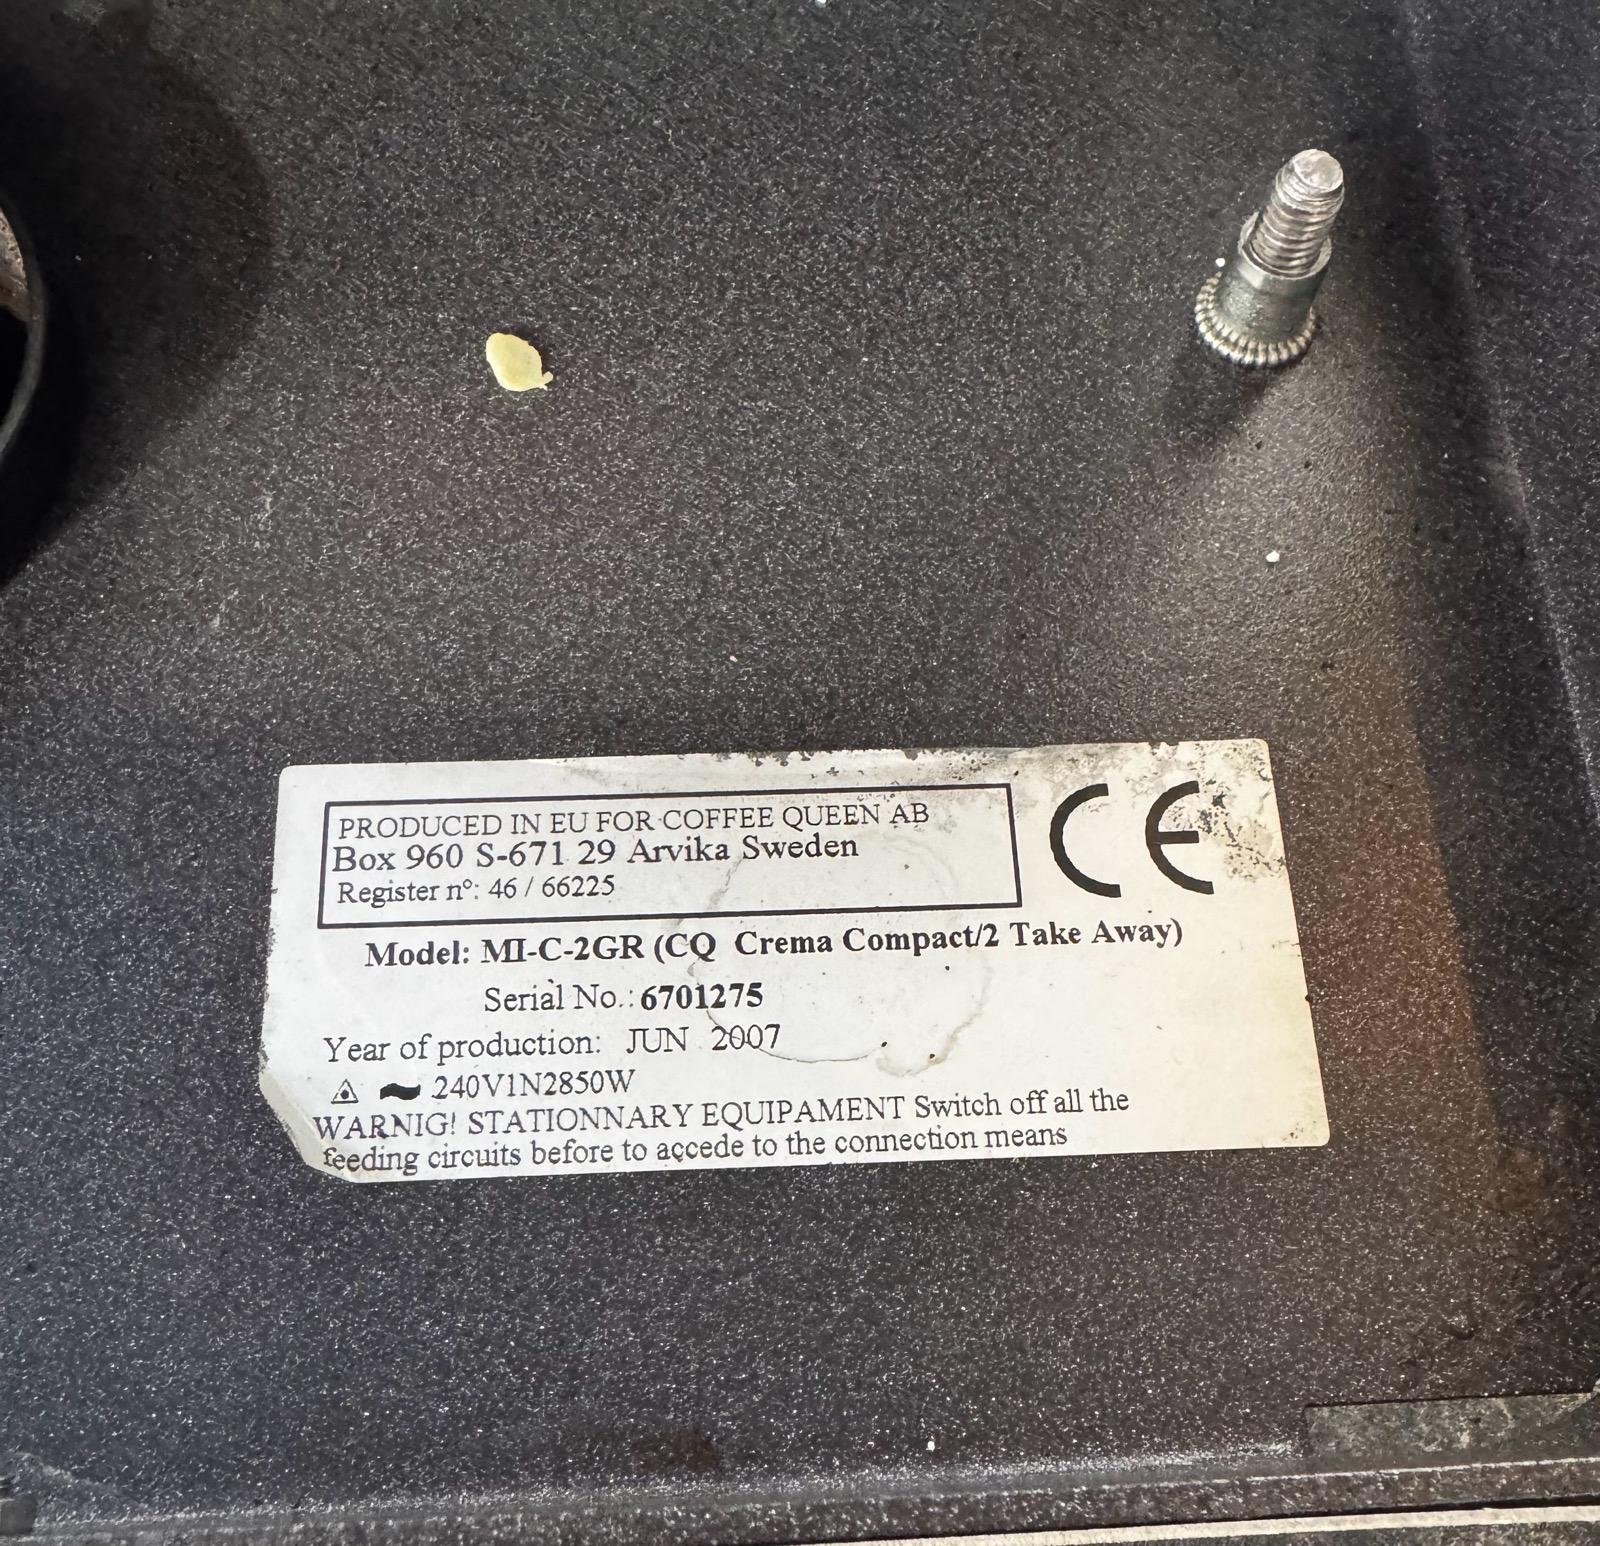 PRODUCED IN EU FOR COFFEE QUEEN AB
Box 960 S-671 29 Arvika Sweden
Register nº: 46 / 66225
CE
Model: MI-C-2GR (CQ Crema Compact/2 Take Away)
Serial No.: 6701275
Year of production: JUN 2007
240V1N2850W
WARNIG! STATIONNARY EQUIPAMENT Switch off all the
feeding circuits before to accede to the connection means